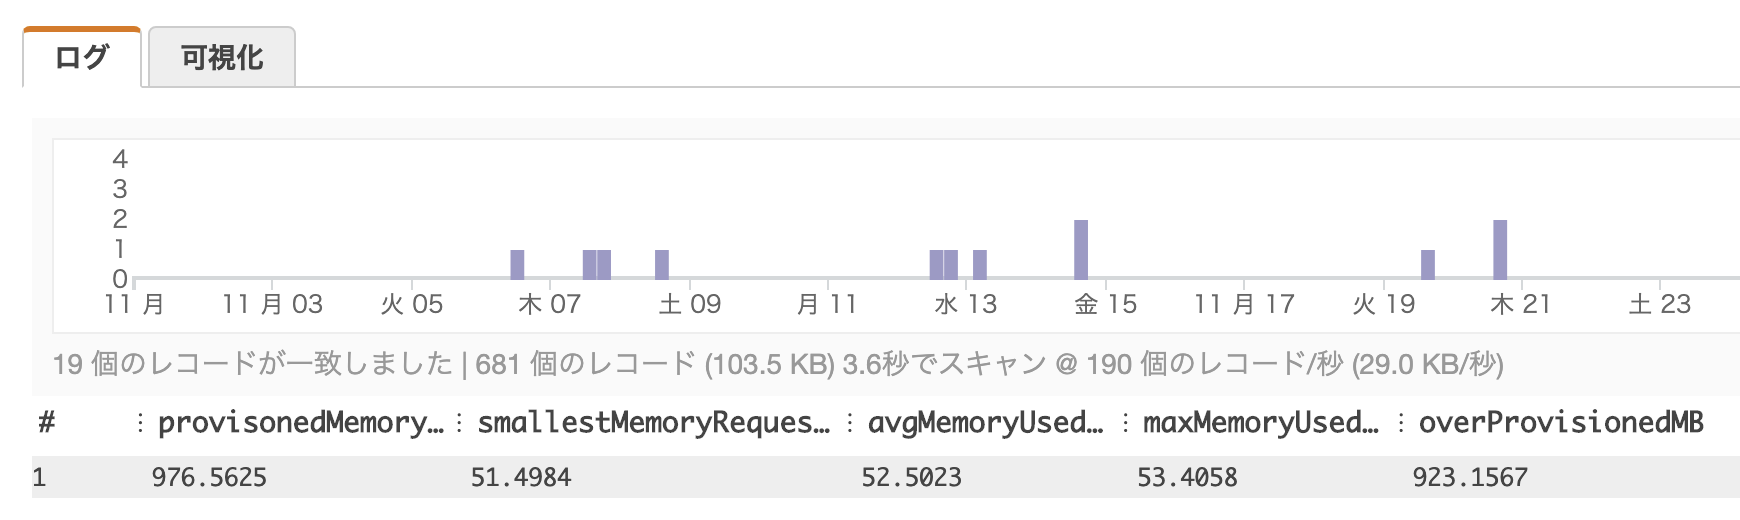 ログ 可視化
4
3
2
1
0
11 月 11 月 03 火 05 木 07 土 09 月 11 水 13 金 15 11 月 17 火 19 木 21 土 23
19 個のレコードが一致しました | 681 個のレコード (103.5 KB) 3.6秒でスキャン @ 190 個のレコード/秒 (29.0 KB/秒)
# : provisonedMemory… : smallestMemoryReques… : avgMemoryUsed… : maxMemoryUsed… : overProvisionedMB
1 976.5625 51.4984 52.5023 53.4058 923.1567